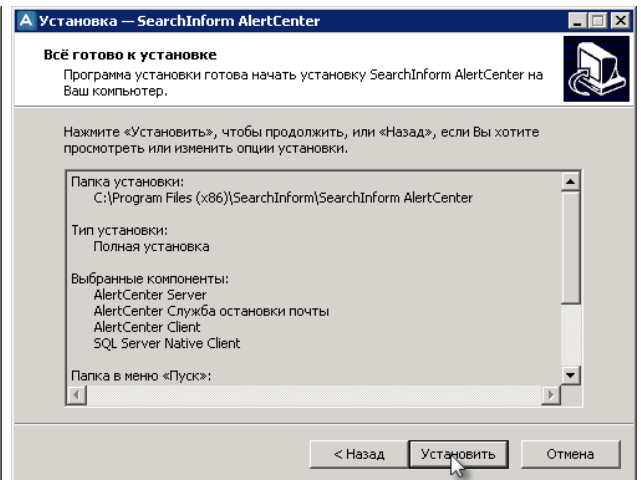 Установка — SearchInform AlertCenter
Всё готово к установке
Программа установки готова начать установку SearchInform AlertCenter на
Ваш компьютер.
Нажмите «Установить», чтобы продолжить, или «Назад», если Вы хотите
просмотреть или изменить опции установки.
Папка установки:
C:\Program Files (x86)\SearchInform\SearchInform AlertCenter
Тип установки:
Полная установка
Выбранные компоненты:
AlertCenter Server
AlertCenter Служба остановки почты
AlertCenter Client
SQL Server Native Client
Папка в меню «Пуск»:
< Назад Установить Отмена